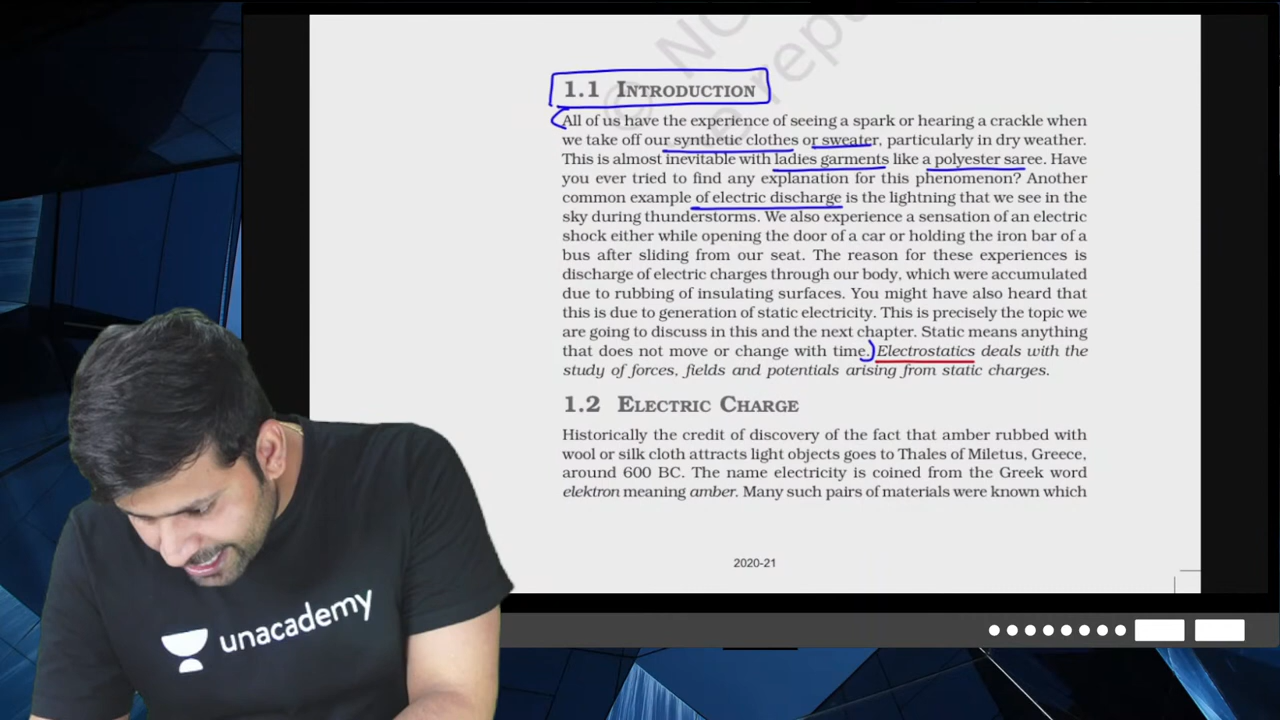 © NO
e repu
1.1 INTRODUCTION
All of us have the experience of seeing a spark or hearing a crackle when
we take off our synthetic clothes or sweater, particularly in dry weather.
This is almost inevitable with ladies garments like a polyester saree. Have
you ever tried to find any explanation for this phenomenon? Another
common example of electric discharge is the lightning that we see in the
sky during thunderstorms. We also experience a sensation of an electric
shock either while opening the door of a car or holding the iron bar of a
bus after sliding from our seat. The reason for these experiences is
discharge of electric charges through our body, which were accumulated
due to rubbing of insulating surfaces. You might have also heard that
this is due to generation of static electricity. This is precisely the topic we
are going to discuss in this and the next chapter. Static means anything
that does not move or change with time. Electrostatics deals with the
study of forces, fields and potentials arising from static charges.
1.2 ELECTRIC CHARGE
Historically the credit of discovery of the fact that amber rubbed with
wool or silk cloth attracts light objects goes to Thales of Miletus, Greece,
around 600 BC. The name electricity is coined from the Greek word
elektron meaning amber. Many such pairs of materials were known which
2020-21
unacademy